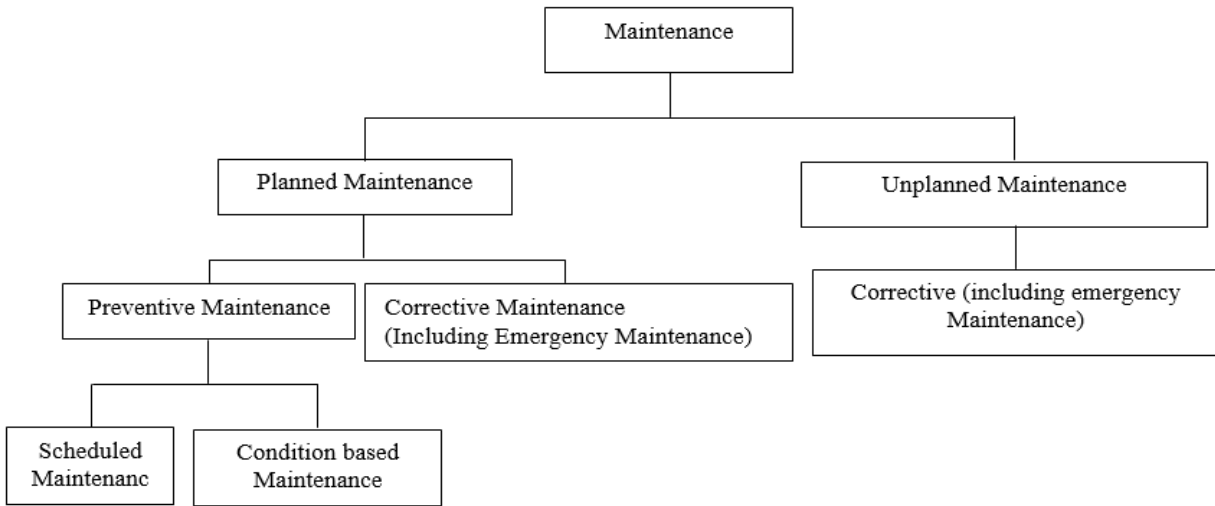 Maintenance
Planned Maintenance
Unplanned Maintenance
Preventive Maintenance
Corrective Maintenance
(Including Emergency Maintenance)
Corrective (including emergency
Maintenance)
Scheduled
Maintenanc
Condition based
Maintenance